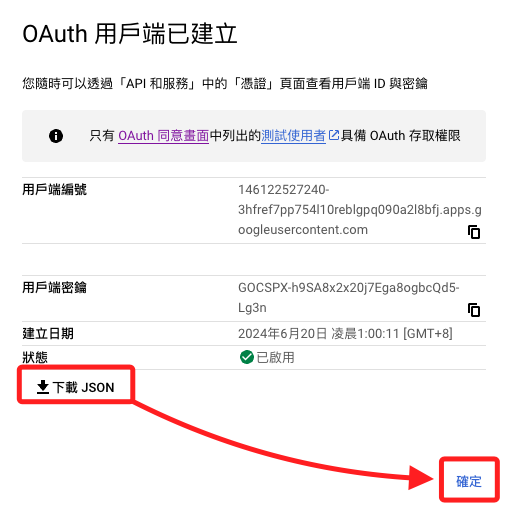 OAuth 用戶端已建立
您隨時可以透過「API 和服務」中的「憑證」頁面查看用戶端 ID 與密鑰
只有 OAuth 同意畫面中列出的測試使用者具備 OAuth 存取權限
用戶端編號
146122527240-
3hfref7pp754l10reblgpq090a2l8bfj.apps.g
oogleusercontent.com
用戶端密鑰
GOCSPX-h9SA8x2x20j7Ega8ogbcQd5-
Lg3n
建立日期
2024年6月20日 凌晨1:00:11 [GMT+8]
狀態
已啟用
下載 JSON
確定